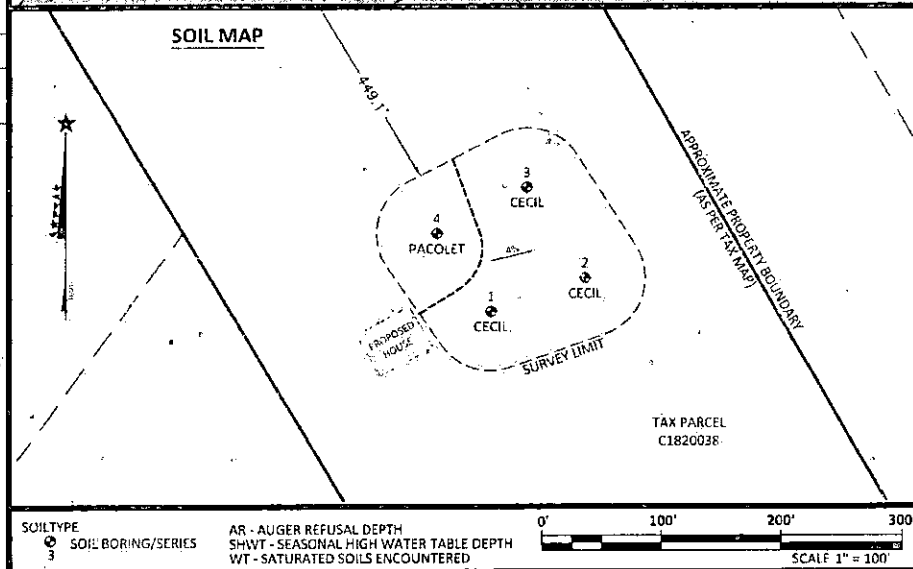 SOIL MAP
449.1'
3
CECIL
4
PACOLET
4%
2
CECIL
1
CECIL
PROPOSED
HOUSE
SURVEY LIMIT
APPROXIMATE PROPERTY BOUNDARY
(AS PER TAX MAP)
TAX PARCEL
C1820038
SOILTYPE
3
SOIL BORING/SERIES
AR - AUGER REFUSAL DEPTH
SHWT - SEASONAL HIGH WATER TABLE DEPTH
WT - SATURATED SOILS ENCOUNTERED
0' 100' 200' 300
SCALE 1" = 100'